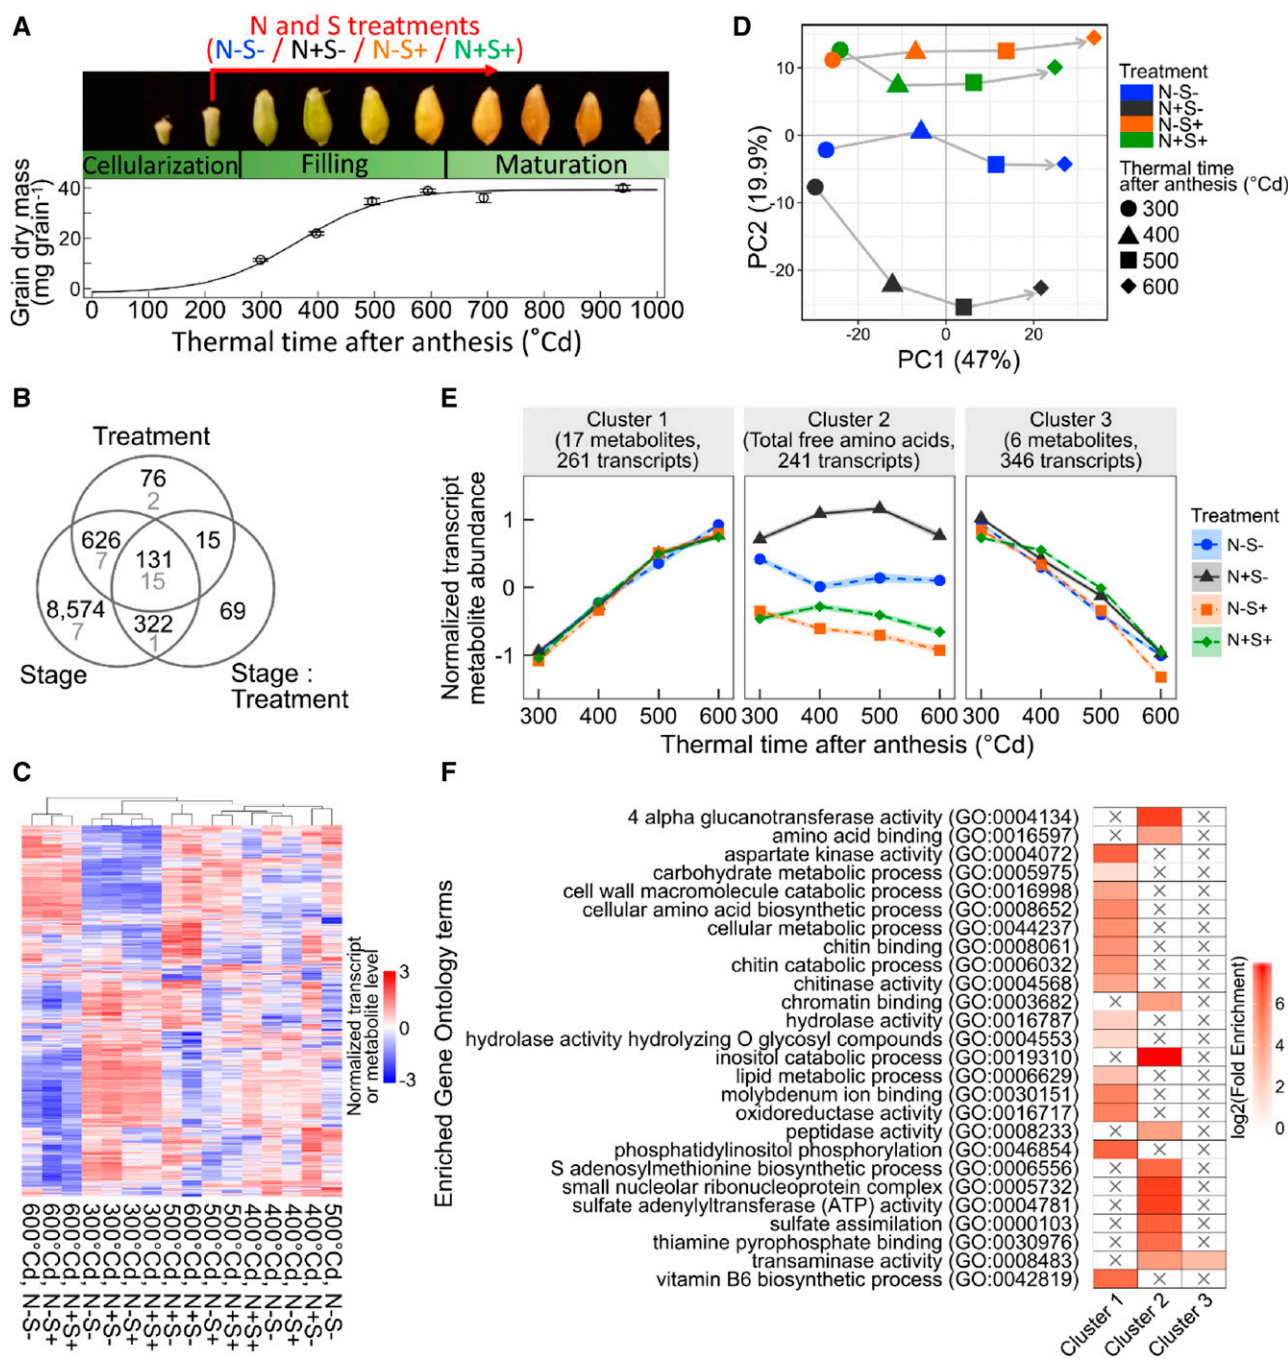 A
N and S treatments
(N-S- / N+S- / N-S+ / N+S+)
Cellularization
Filling
Maturation
Grain dry mass
(mg grain-1)
40
20
0
0 100 200 300 400 500 600 700 800 900 1000
Thermal time after anthesis (°Cd)
B
Treatment
76
2
626
7
15
131
15
8,574
7
322
1
69
Stage
Stage :
Treatment
C
Normalized transcript
or metabolite level
3
0
-3
600°Cd, N-S-
600°Cd, N-S+
600°Cd, N+S+
300°Cd, N-S-
300°Cd, N+S-
300°Cd, N-S+
300°Cd, N+S+
500°Cd, N+S-
600°Cd, N+S-
500°Cd, N-S+
500°Cd, N+S+
400°Cd, N+S+
400°Cd, N-S-
400°Cd, N-S+
400°Cd, N+S-
500°Cd, N-S-
D
PC2 (19.9%)
10
0
-10
-20
-20 0 20
PC1 (47%)
Treatment
N-S-
N+S-
N-S+
N+S+
Thermal time
after anthesis (°Cd)
300
400
500
600
E
Cluster 1
(17 metabolites,
261 transcripts)
Cluster 2
(Total free amino acids,
241 transcripts)
Cluster 3
(6 metabolites,
346 transcripts)
Normalized transcript
metabolite abundance
1
0
-1
300 400 500 600
300 400 500 600
300 400 500 600
Thermal time after anthesis (°Cd)
Treatment
N-S-
N+S-
N-S+
N+S+
F
Enriched Gene Ontology terms
4 alpha glucanotransferase activity (GO:0004134)
amino acid binding (GO:0016597)
aspartate kinase activity (GO:0004072)
carbohydrate metabolic process (GO:0005975)
cell wall macromolecule catabolic process (GO:0016998)
cellular amino acid biosynthetic process (GO:0008652)
cellular metabolic process (GO:0044237)
chitin binding (GO:0008061)
chitin catabolic process (GO:0006032)
chitinase activity (GO:0004568)
chromatin binding (GO:0003682)
hydrolase activity (GO:0016787)
hydrolase activity hydrolyzing O glycosyl compounds (GO:0004553)
inositol catabolic process (GO:0019310)
lipid metabolic process (GO:0006629)
molybdenum ion binding (GO:0030151)
oxidoreductase activity (GO:0016717)
peptidase activity (GO:0008233)
phosphatidylinositol phosphorylation (GO:0046854)
S adenosylmethionine biosynthetic process (GO:0006556)
small nucleolar ribonucleoprotein complex (GO:0005732)
sulfate adenylyltransferase (ATP) activity (GO:0004781)
sulfate assimilation (GO:0000103)
thiamine pyrophosphate binding (GO:0030976)
transaminase activity (GO:0008483)
vitamin B6 biosynthetic process (GO:0042819)
Cluster 1
Cluster 2
Cluster 3
log2(Fold Enrichment)
6
4
2
0